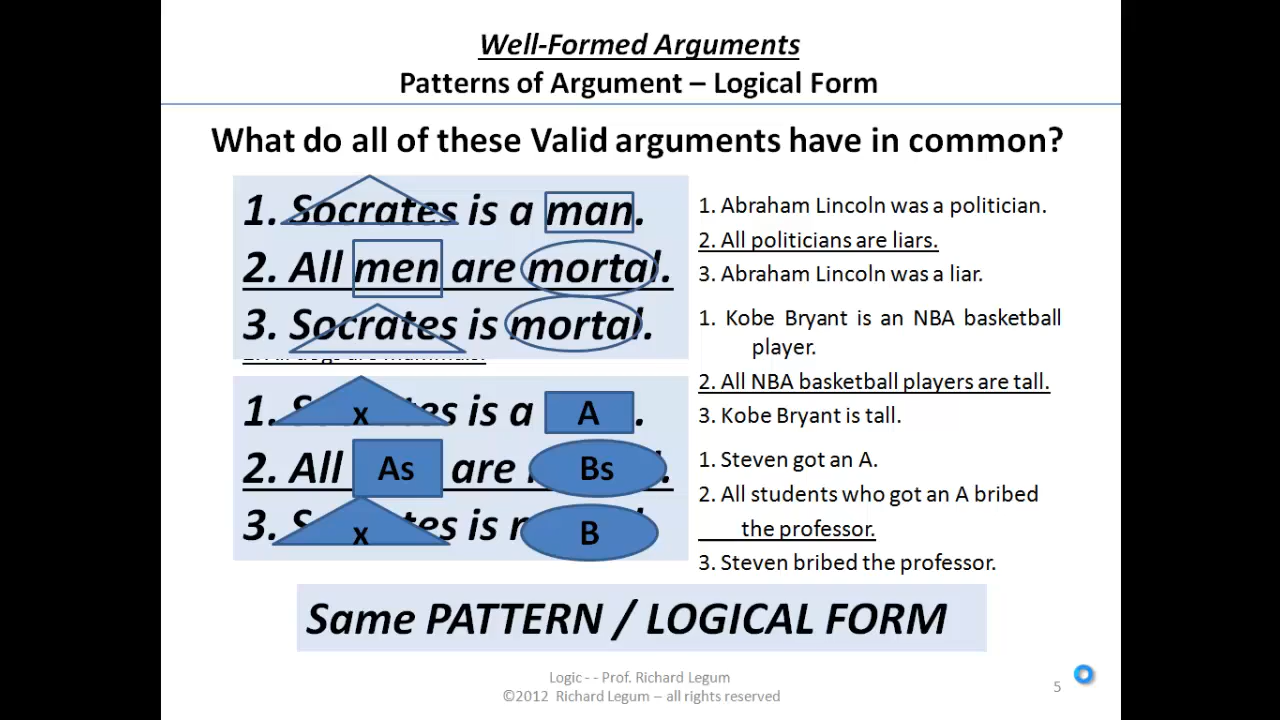 Well-Formed Arguments
Patterns of Argument – Logical Form
What do all of these Valid arguments have in common?
1. Socrates is a man.
2. All men are mortal.
3. Socrates is mortal.
1. x is a A.
2. All As are Bs.
3. x is B
1. Abraham Lincoln was a politician.
2. All politicians are liars.
3. Abraham Lincoln was a liar.
1. Kobe Bryant is an NBA basketball
player.
2. All NBA basketball players are tall.
3. Kobe Bryant is tall.
1. Steven got an A.
2. All students who got an A bribed
the professor.
3. Steven bribed the professor.
Same PATTERN / LOGICAL FORM
Logic - - Prof. Richard Legum
©2012 Richard Legum – all rights reserved
5